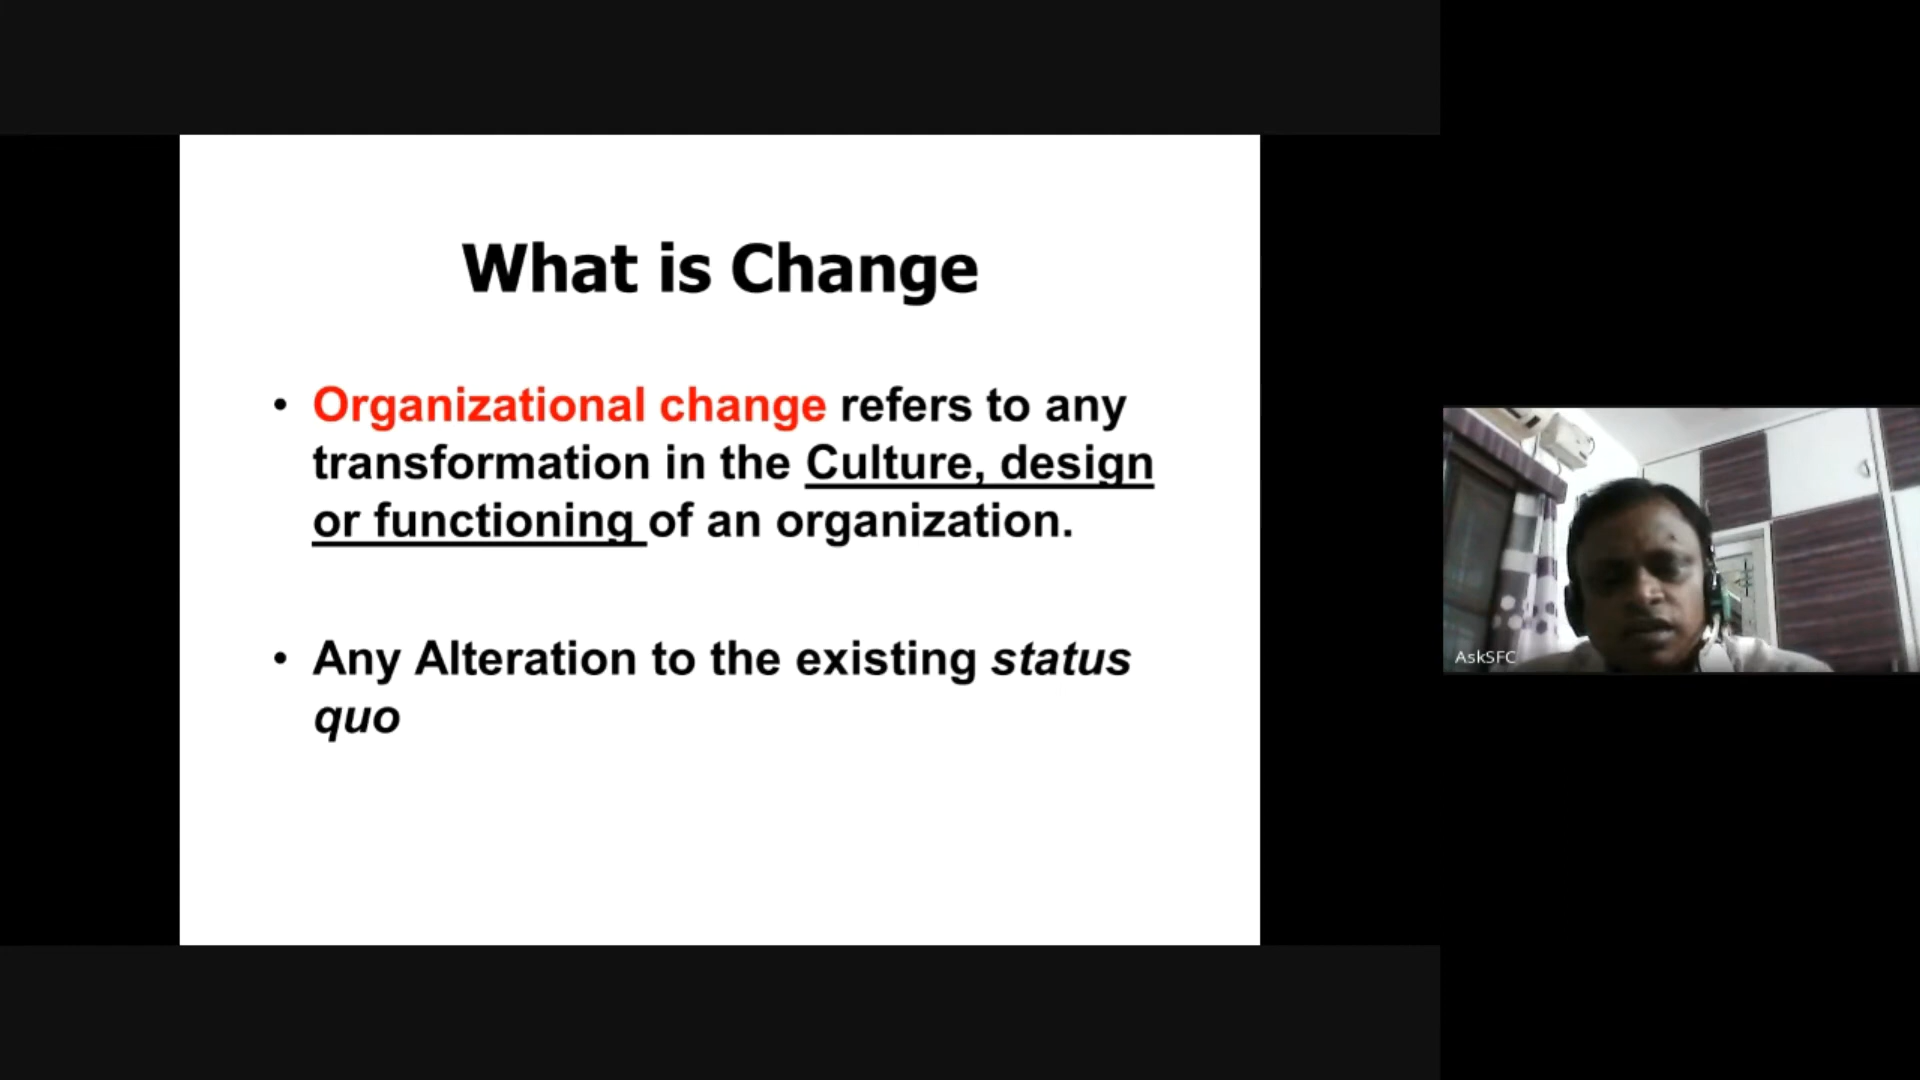 What is Change
• Organizational change refers to any
transformation in the Culture, design
or functioning of an organization.
• Any Alteration to the existing status
quo
AskSFC